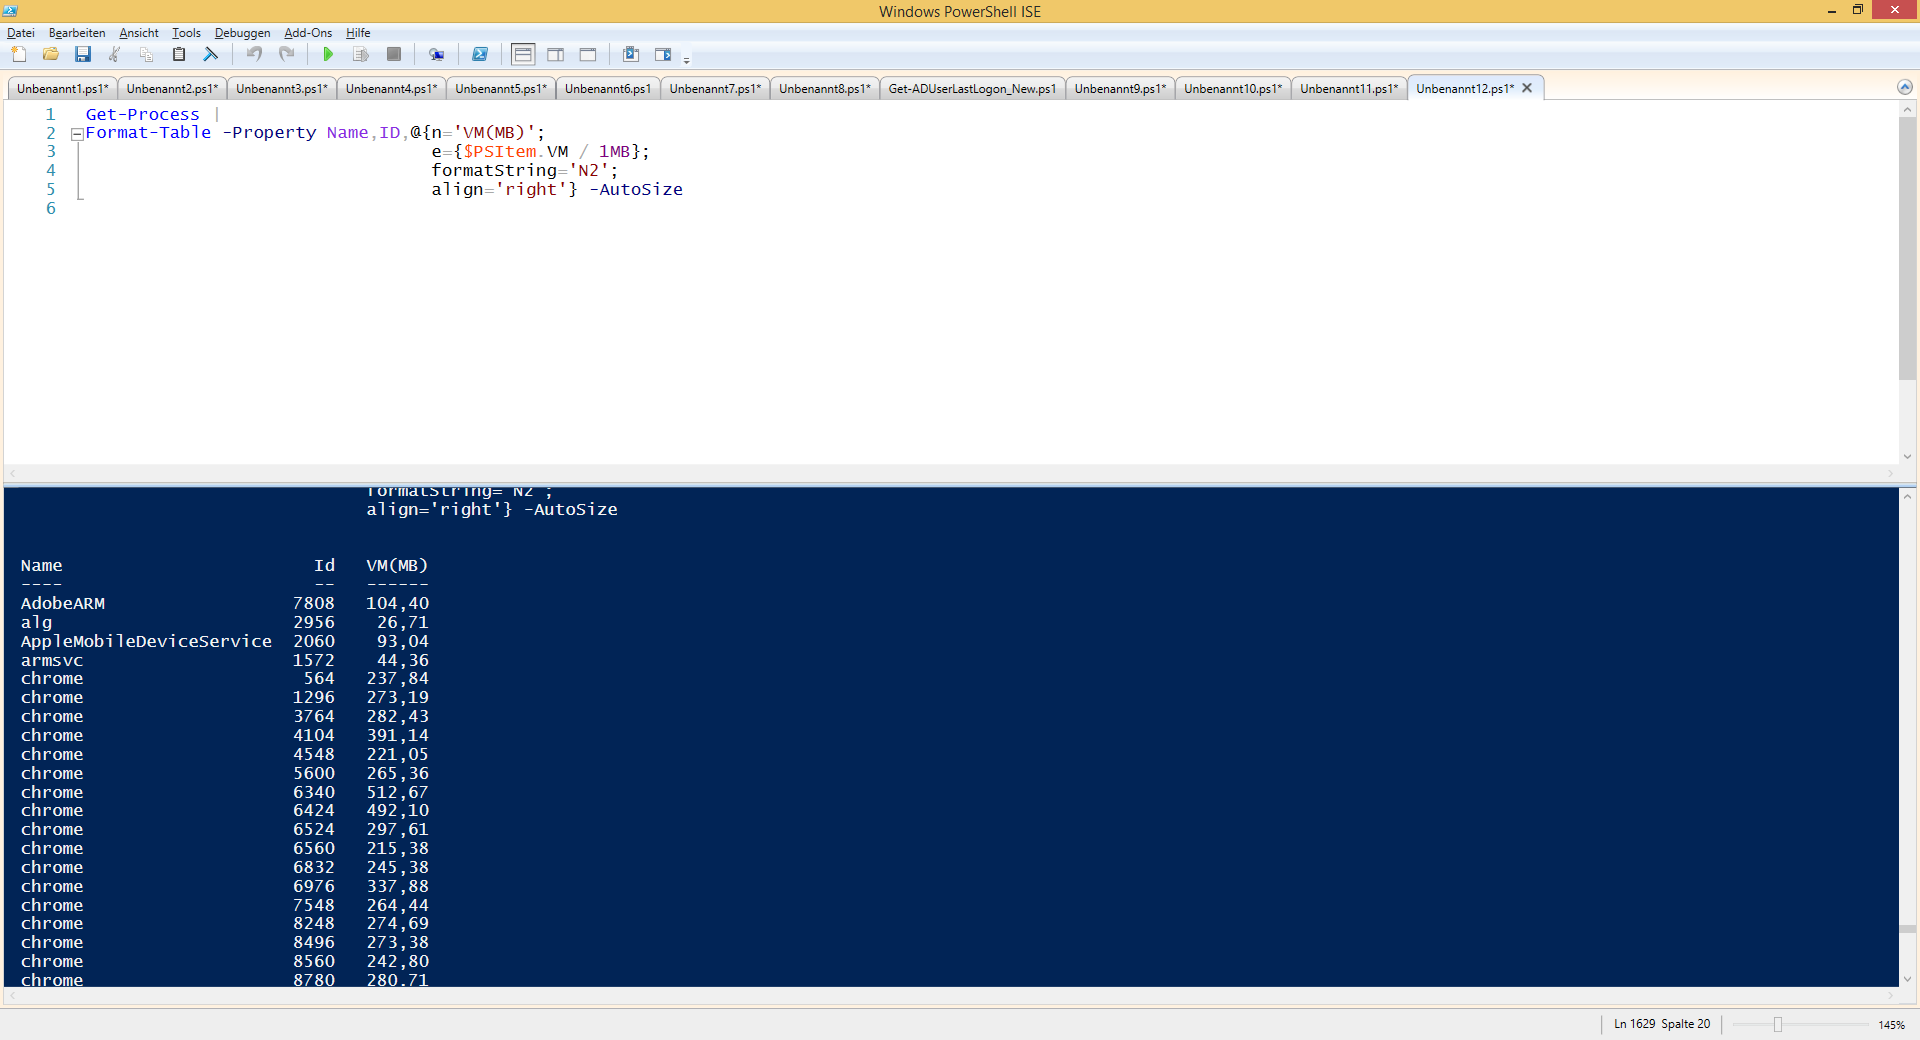 Windows PowerShell ISE
Datei Bearbeiten Ansicht Tools Debuggen Add-Ons Hilfe
Unbenannt1.ps1* Unbenannt2.ps1* Unbenannt3.ps1* Unbenannt4.ps1* Unbenannt5.ps1* Unbenannt6.ps1 Unbenannt7.ps1* Unbenannt8.ps1* Get-ADUserLastLogon_New.ps1 Unbenannt9.ps1* Unbenannt10.ps1* Unbenannt11.ps1* Unbenannt12.ps1*
1 Get-Process |
2 Format-Table -Property Name,ID,@{n='VM(MB)';
3 e={$PSItem.VM / 1MB};
4 formatString='N2';
5 align='right'} -AutoSize
6
formatString='N2';
align='right'} -AutoSize
Name Id VM(MB)
---- -- ------
AdobeARM 7808 104,40
alg 2956 26,71
AppleMobileDeviceService 2060 93,04
armsvc 1572 44,36
chrome 564 237,84
chrome 1296 273,19
chrome 3764 282,43
chrome 4104 391,14
chrome 4548 221,05
chrome 5600 265,36
chrome 6340 512,67
chrome 6424 492,10
chrome 6524 297,61
chrome 6560 215,38
chrome 6832 245,38
chrome 6976 337,88
chrome 7548 264,44
chrome 8248 274,69
chrome 8496 273,38
chrome 8560 242,80
chrome 8780 280,71
Ln 1629 Spalte 20 145%